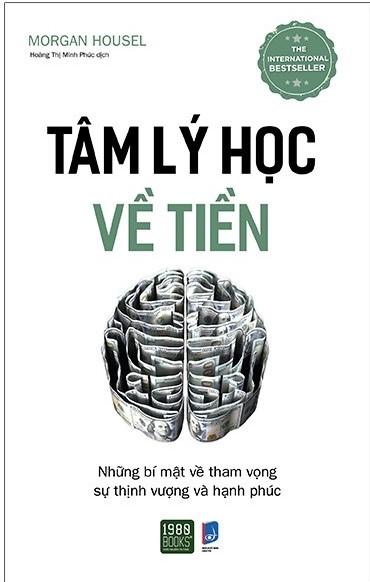 MORGAN HOUSEL
Hoàng Thị Minh Phúc dịch
THE
INTERNATIONAL
BESTSELLER
TÂM LÝ HỌC
VỀ TIỀN
Những bí mật về tham vọng
sự thịnh vượng và hạnh phúc
1980
BOOKS